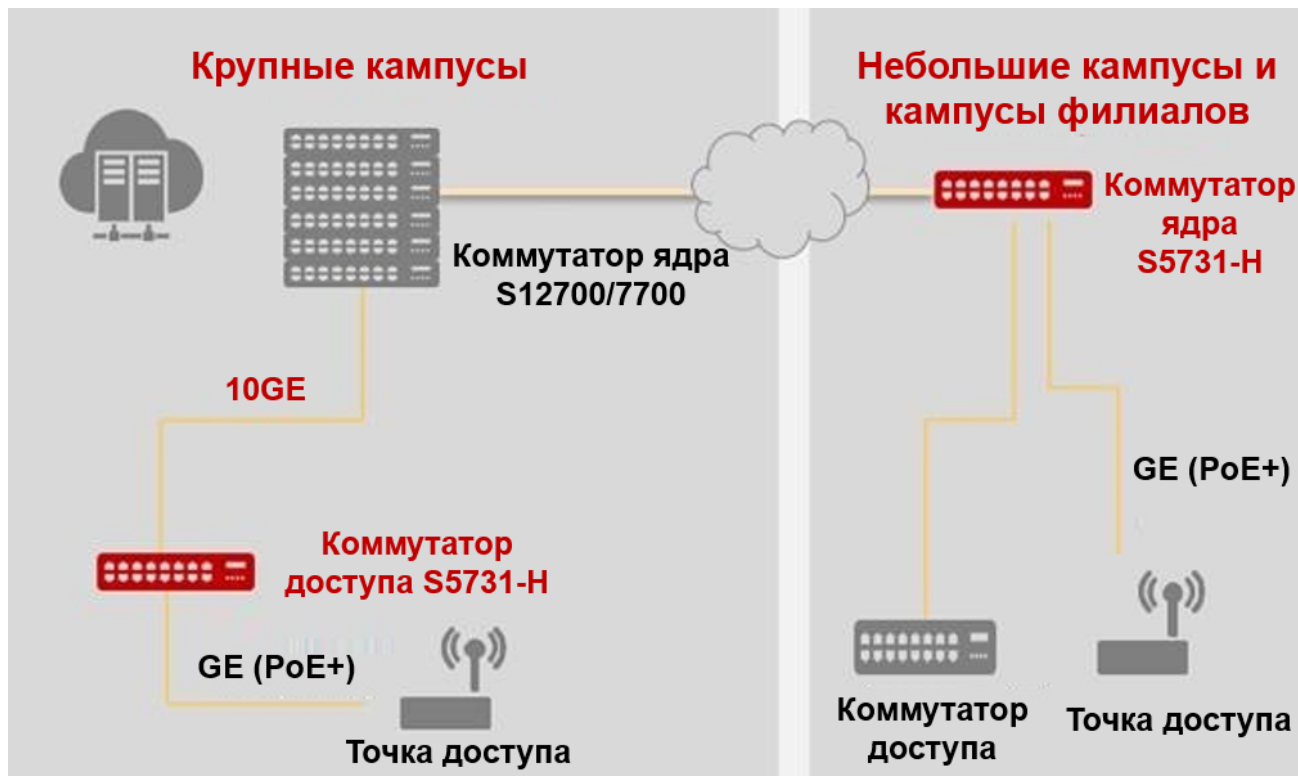 Крупные кампусы
Небольшие кампусы и
кампусы филиалов
Коммутатор ядра
S12700/7700
Коммутатор
ядра
S5731-H
10GE
GE (PoE+)
Коммутатор
доступа S5731-H
GE (PoE+)
Точка доступа
Коммутатор
доступа
Точка доступа